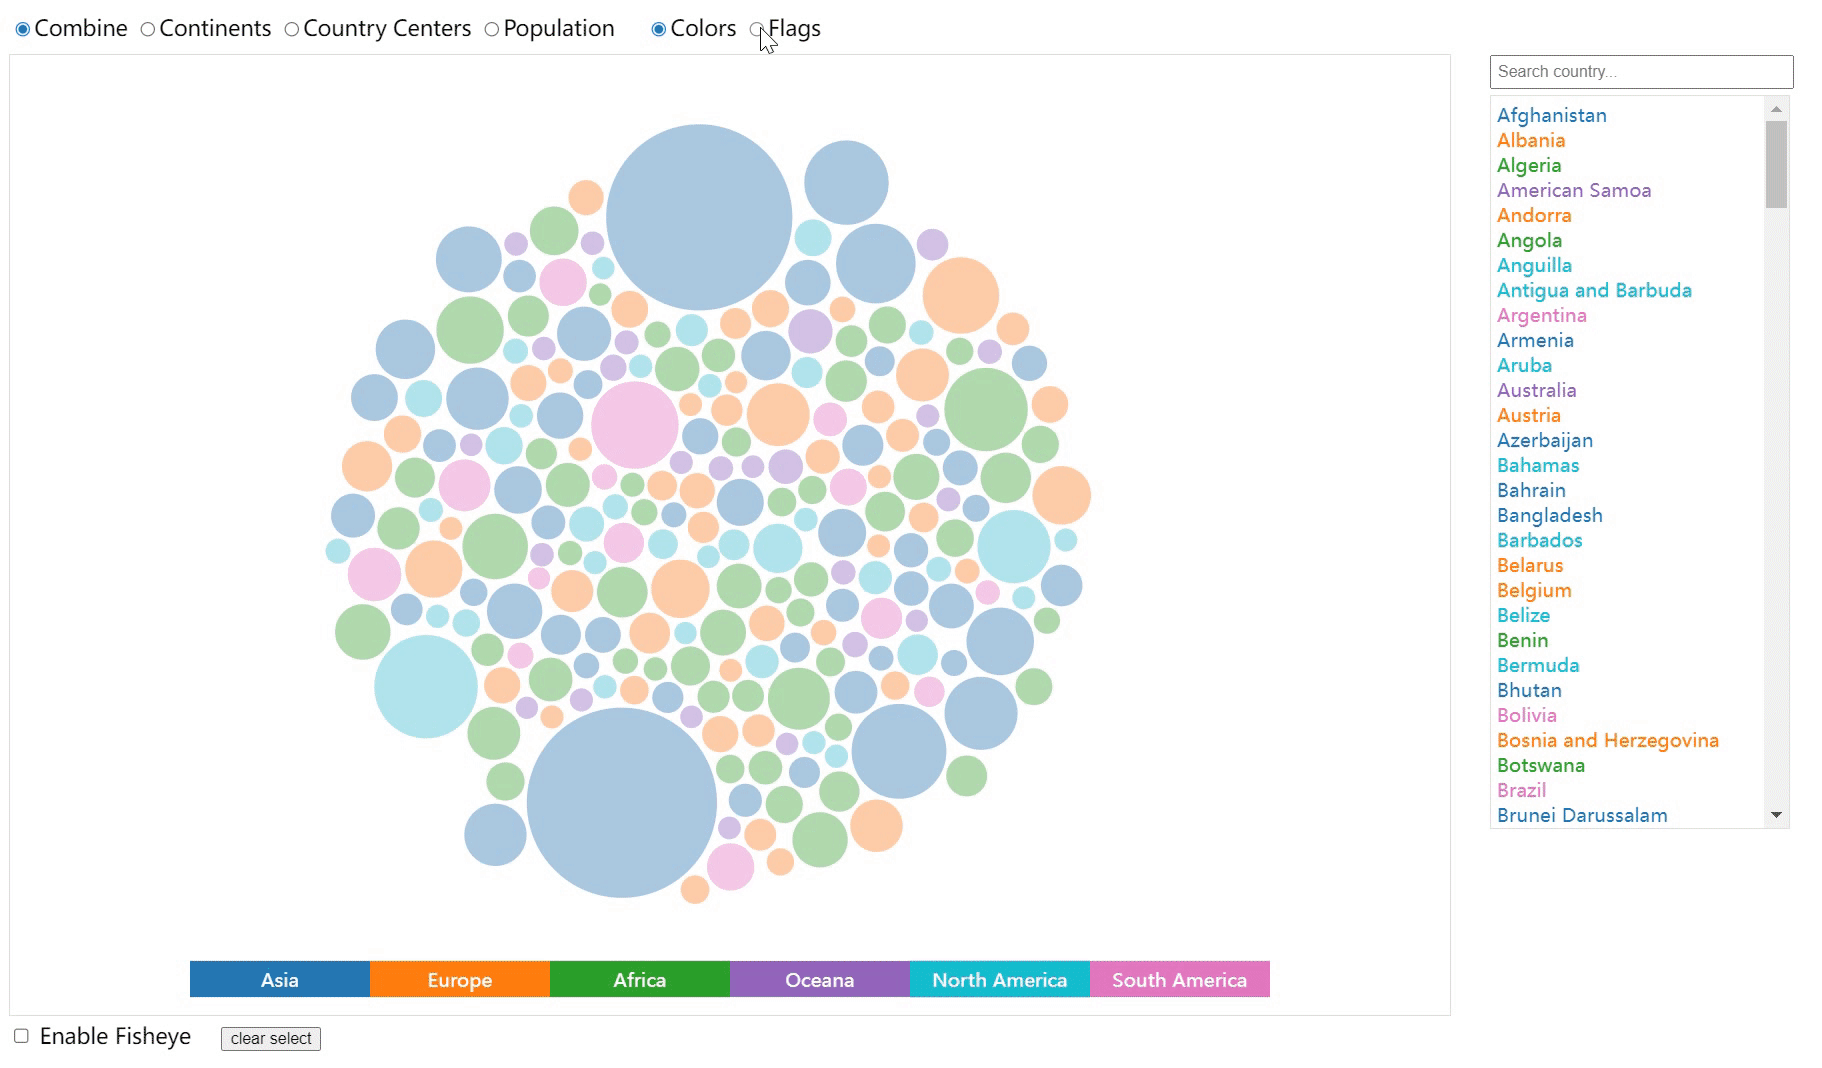 Combine Continents Country Centers Population Colors Flags
Search country...
Afghanistan
Albania
Algeria
American Samoa
Andorra
Angola
Anguilla
Antigua and Barbuda
Argentina
Armenia
Aruba
Australia
Austria
Azerbaijan
Bahamas
Bahrain
Bangladesh
Barbados
Belarus
Belgium
Belize
Benin
Bermuda
Bhutan
Bolivia
Bosnia and Herzegovina
Botswana
Brazil
Brunei Darussalam
Asia Europe Africa Oceana North America South America
Enable Fisheye clear select